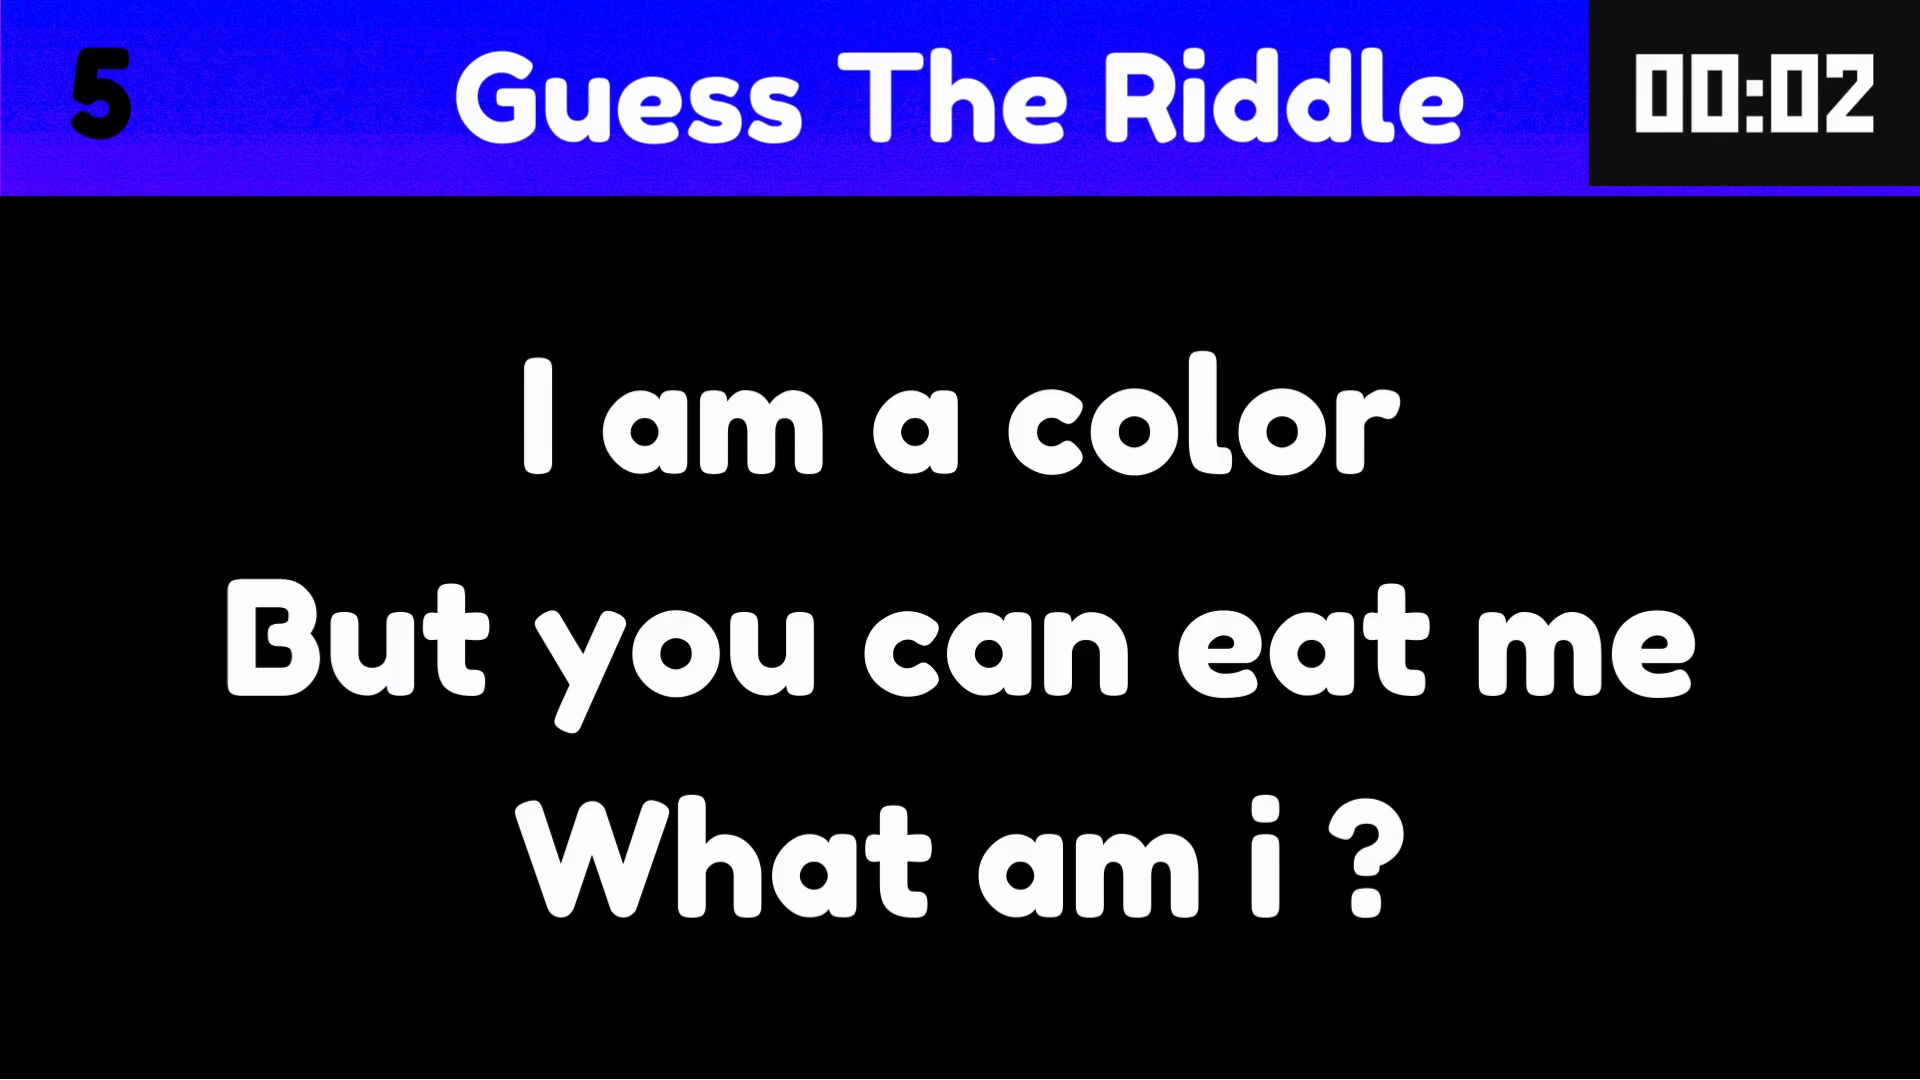 5
Guess The Riddle
00:02
I am a color
But you can eat me
What am i ?